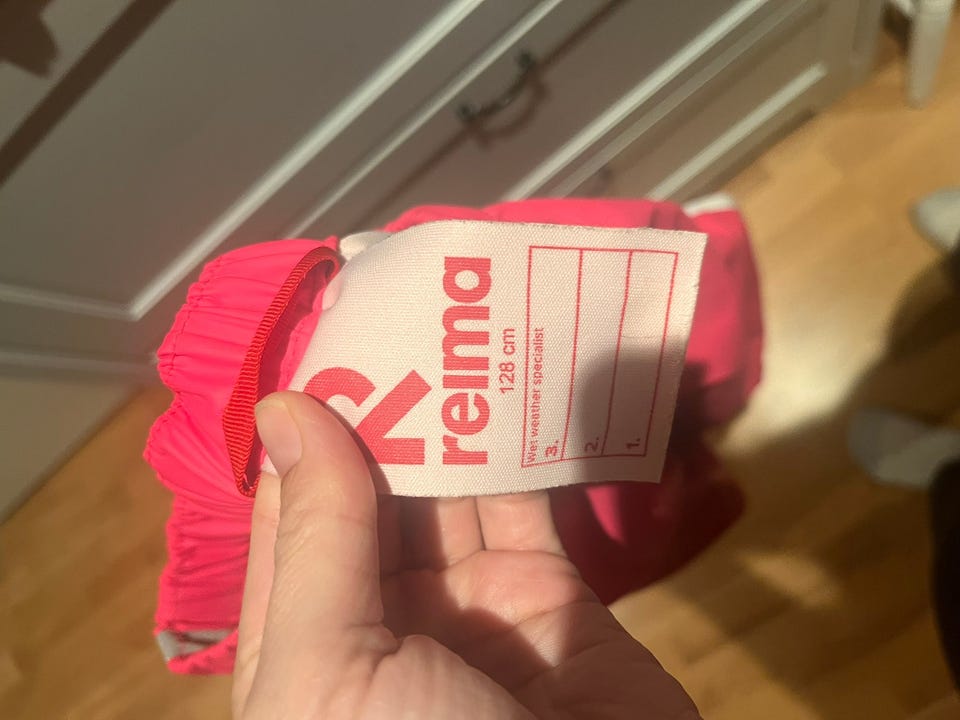 reima
128 cm
Wet weather specialist
3.
2.
1.